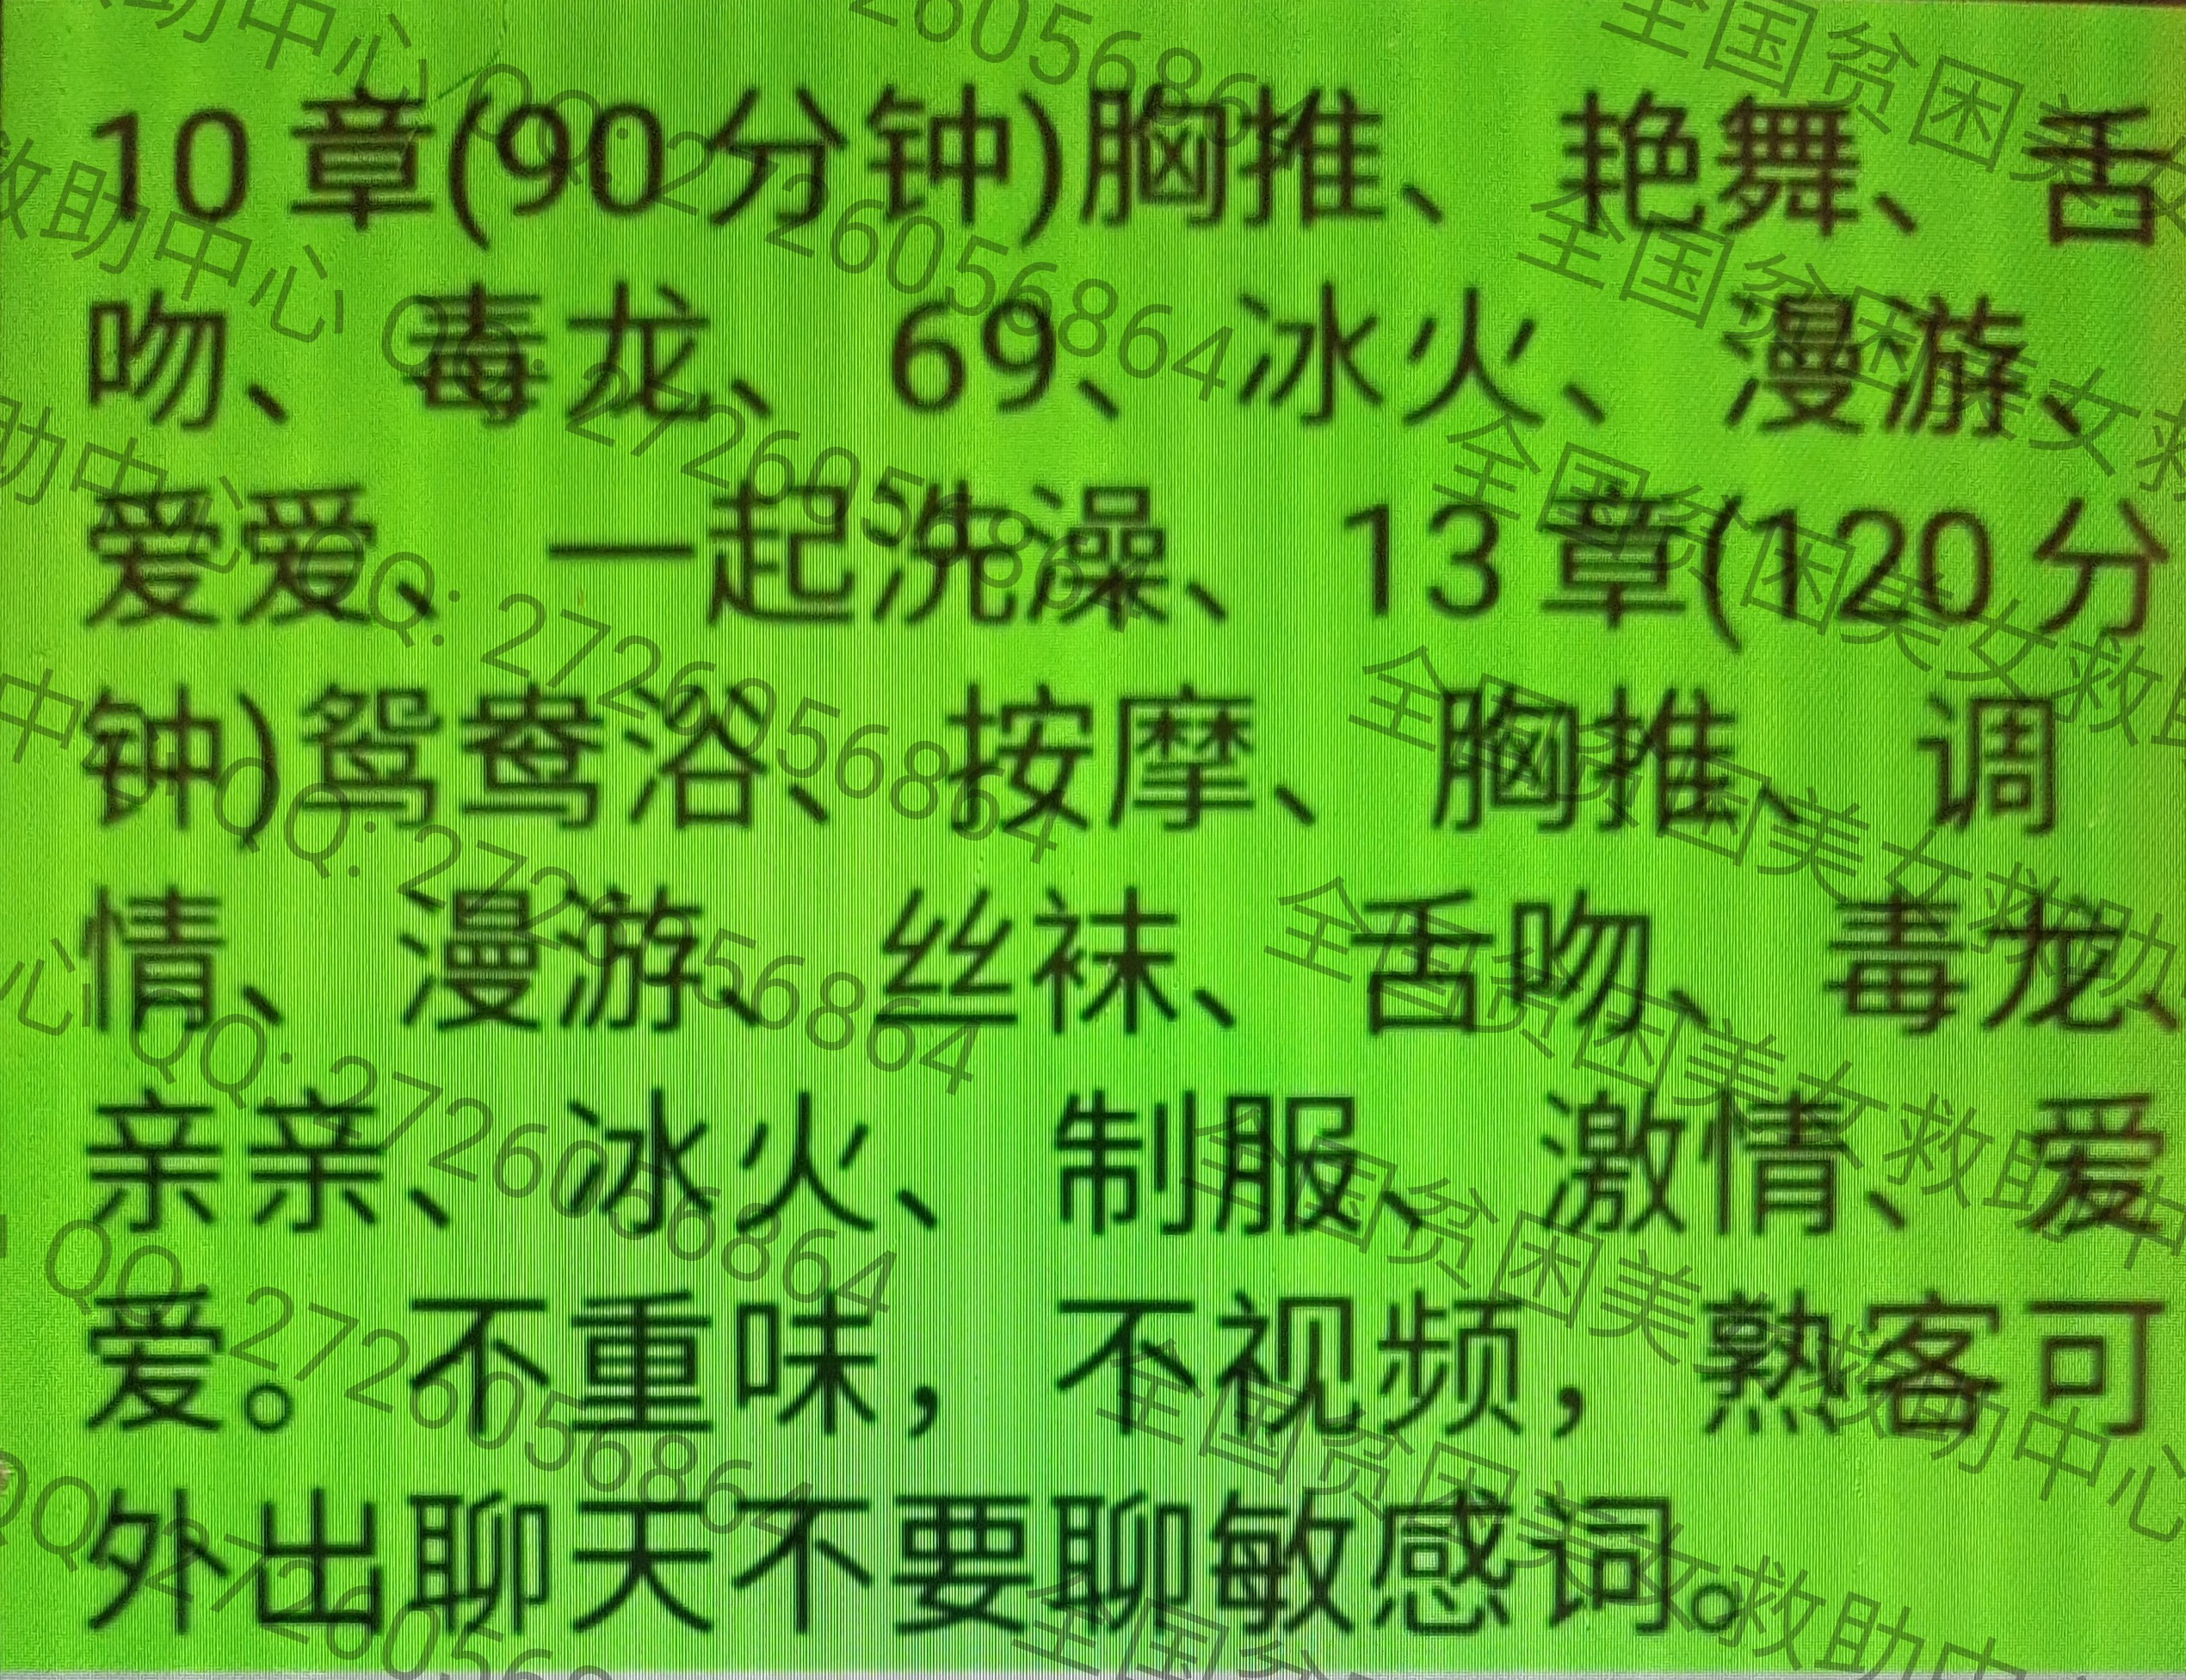 10章(90分钟)胸推、 艳舞、 舌
吻、 毒龙、 69、 冰火、 漫游、
爱爱、 一起洗澡、 13章(120分
钟)鸳鸯浴、 按摩、 胸推、 调
情、 漫游、 丝袜、 舌吻、 毒龙、
亲亲、 冰火、 制服、 激情、 爱
爱。 不重味， 不视频， 熟客可
外出聊天不要聊敏感词。
全国贫困美女救助中心 QQ: 2726056864